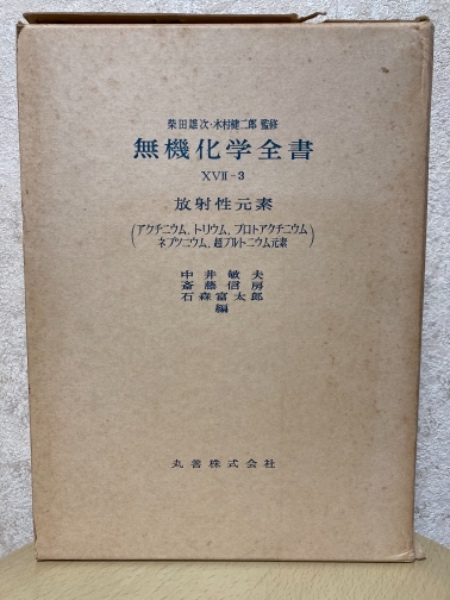 柴田雄次・木村健二郎 監修
無機化学全書
XVII-3
放射性元素
(アクチニウム, トリウム, プロトアクチニウム
ネプツニウム, 超プルトニウム元素)
中井敏夫
斎藤信房
石森富太郎
編
丸善株式会社